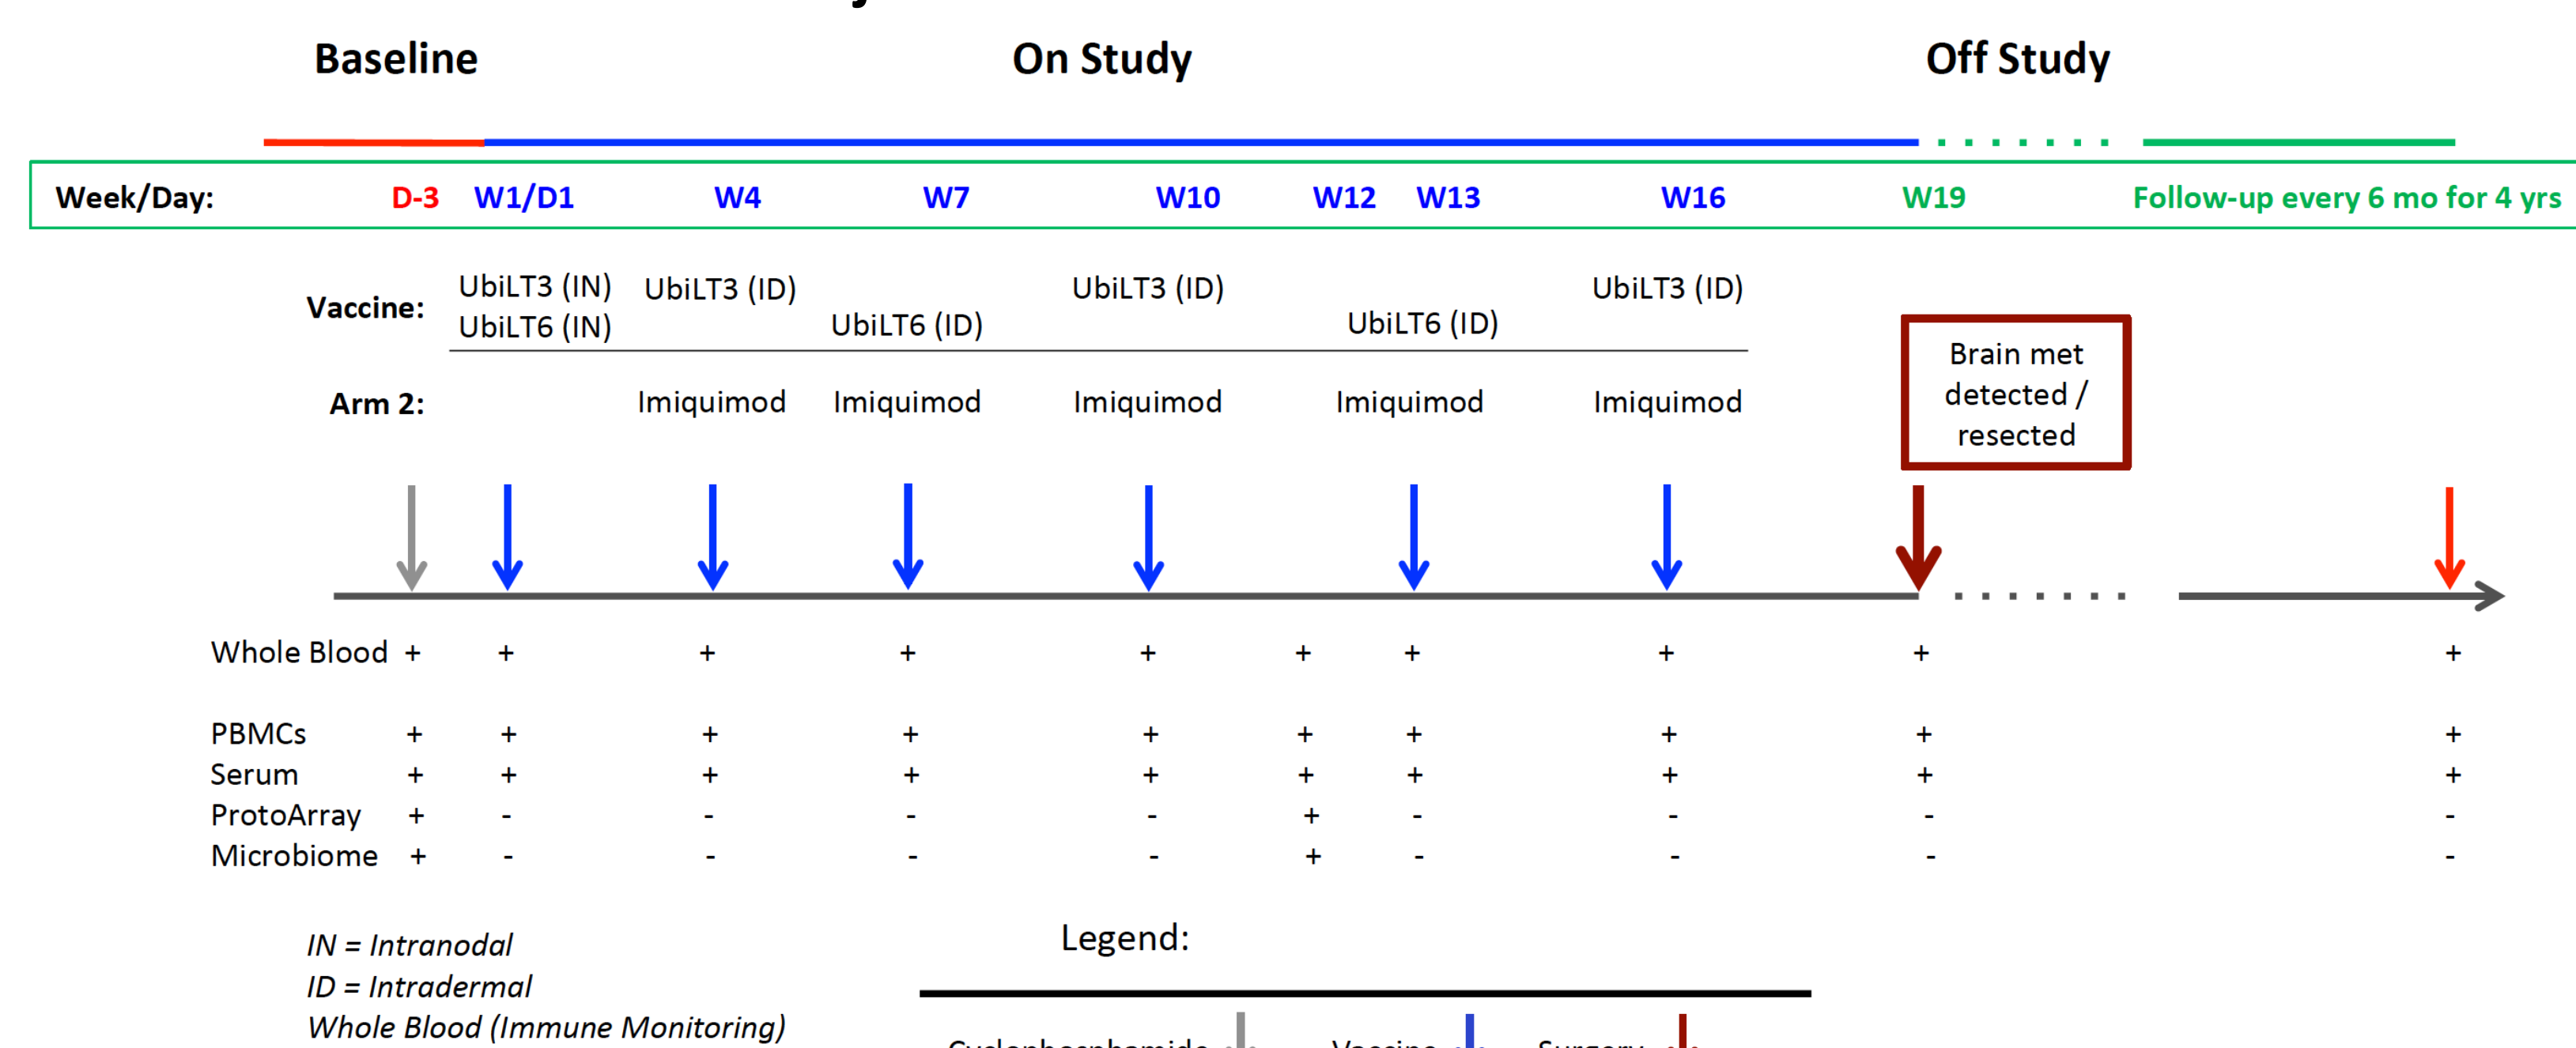 Baseline On Study Off Study
Week/Day: D-3 W1/D1 W4 W7 W10 W12 W13 W16 W19 Follow-up every 6 mo for 4 yrs
Vaccine:
UbiLT3 (IN) UbiLT3 (ID) UbiLT3 (ID) UbiLT3 (ID)
UbiLT6 (IN) UbiLT6 (ID) UbiLT6 (ID)
Arm 2: Imiquimod Imiquimod Imiquimod Imiquimod Imiquimod
Brain met
detected /
resected
Whole Blood + + + + + + + + + +
PBMCs + + + + + + + + + +
Serum + + + + + + + + + +
ProtoArray + - - - - + - - - -
Microbiome + - - - - + - - - -
IN = Intranodal
ID = Intradermal
Whole Blood (Immune Monitoring)
Legend:
Cyclophosphamide Vaccine Surgery